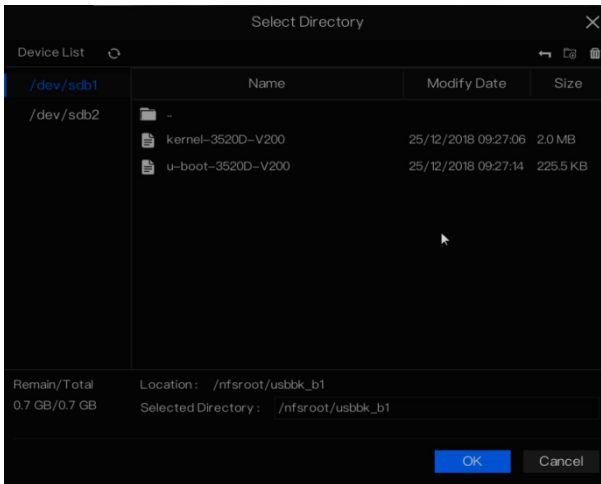 Select Directory
Device List
/dev/sdb1
/dev/sdb2
Name Modify Date Size
..
kernel-3520D-V200 25/12/2018 09:27:06 2.0 MB
u-boot-3520D-V200 25/12/2018 09:27:14 225.5 KB
Remain/Total
0.7 GB/0.7 GB
Location : /nfsroot/usbbk_b1
Selected Directory : /nfsroot/usbbk_b1
OK Cancel